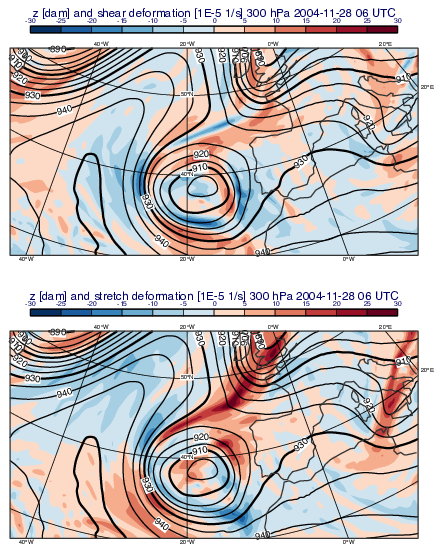 z [dam] and shear deformation [1E-5 1/s] 300 hPa 2004-11-28 06 UTC
-30 -25 -20 -15 -10 -5 0 5 10 15 20 25 30
40°W 20°W 0°W 20°E
890 930 910 905 890 910
920
910
930 940 50°N 20°E
920
920 930
40°N 910
930
940 940
40°W 20°W 0°W
z [dam] and stretch deformation [1E-5 1/s] 300 hPa 2004-11-28 06 UTC
-30 -25 -20 -15 -10 -5 0 5 10 15 20 25 30
40°W 20°W 0°W 20°E
890 930 920 910 890 910
920
930 940 50°N 20°E
920
920 930
40°N 910
930
940 940
40°W 20°W 0°W